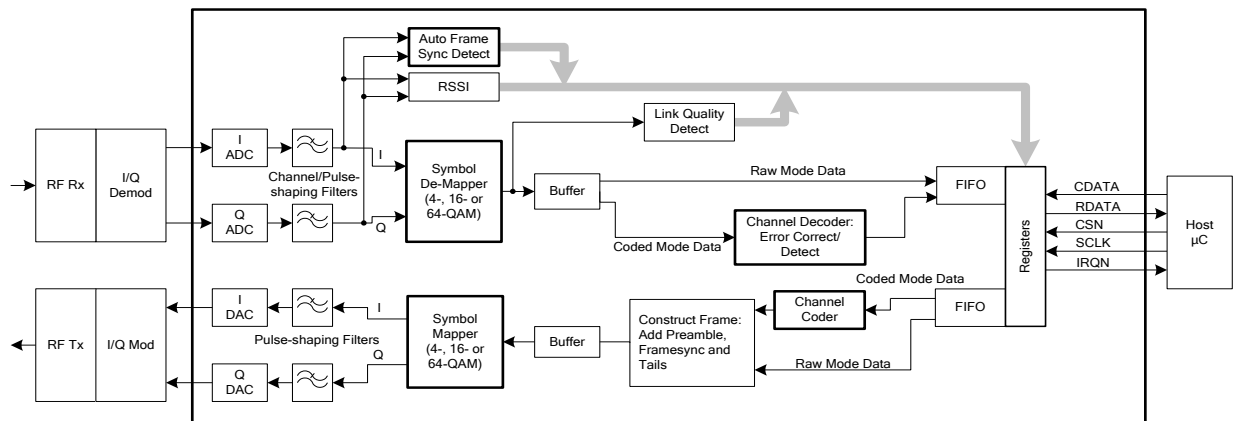 Auto Frame
Sync Detect
RSSI
Link Quality
Detect
RF Rx
I/Q
Demod
I
ADC
Channel/Pulse-
shaping Filters
Q
ADC
I
Q
Symbol
De-Mapper
(4-, 16- or
64-QAM)
Buffer
Raw Mode Data
Coded Mode Data
Channel Decoder:
Error Correct/
Detect
FIFO
Registers
CDATA
RDATA
CSN
SCLK
IRQN
Host
µC
RF Tx
I/Q Mod
I
DAC
Pulse-shaping Filters
Q
DAC
I
Q
Symbol
Mapper
(4-, 16- or
64-QAM)
Buffer
Construct Frame:
Add Preamble,
Framesync and
Tails
Channel
Coder
Coded Mode Data
Raw Mode Data
FIFO